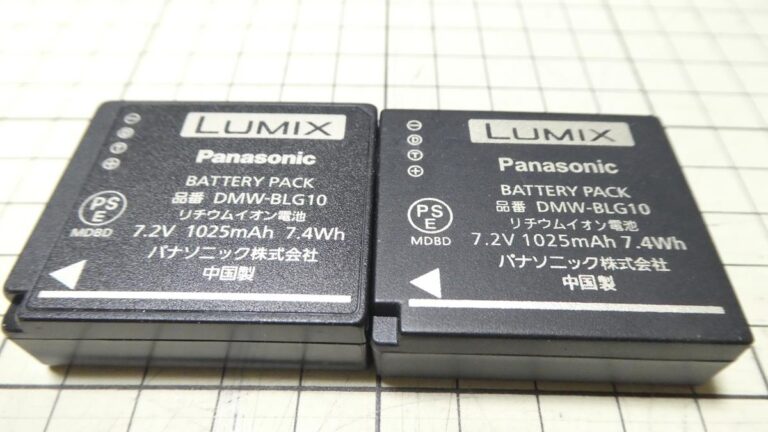 LUMIX
Panasonic
BATTERY PACK
品番 DMW-BLG10
リチウムイオン電池
7.2V 1025mAh 7.4Wh
パナソニック株式会社
中国製
⊖
D
T
⊕
PS
E
MDBD
LUMIX
Panasonic
BATTERY PACK
品番 DMW-BLG10
リチウムイオン電池
7.2V 1025mAh 7.4Wh
パナソニック株式会社
中国製
⊖
D
T
⊕
PS
E
MDBD